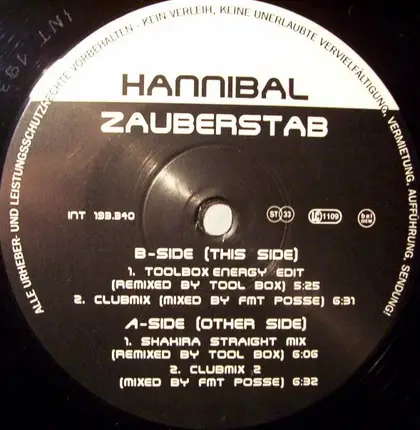 ALLE URHEBER- UND LEISTUNGSSCHUTZRECHTE VORBEHALTEN - KEIN VERLEIH, KEINE UNERLAUBTE VERVIELFÄLTIGUNG, VERMIETUNG, AUFFÜHRUNG, SENDUNG!
HANNIBAL
ZAUBERSTAB
INT 193.340
ST 33
LC 1109
B-SIDE (THIS SIDE)
1. TOOLBOX ENERGY EDIT
(REMIXED BY TOOL BOX) 5:25
2. CLUBMIX (MIXED BY FMT POSSE) 6:31
A-SIDE (OTHER SIDE)
1. SHAHIRA STRAIGHT MIX
(REMIXED BY TOOL BOX) 6:06
2. CLUBMIX 2
(MIXED BY FMT POSSE) 6:32
INT 193